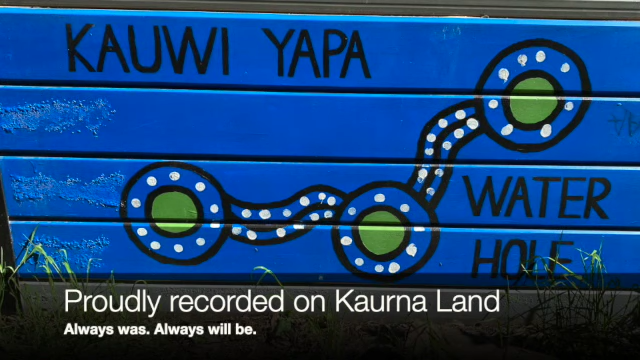 KAUWI YAPA
WATER
HOLE
Proudly recorded on Kaurna Land
Always was. Always will be.